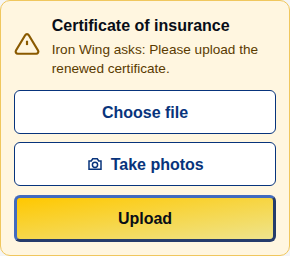 Certificate of insurance
Iron Wing asks: Please upload the
renewed certificate.
Choose file
Take photos
Upload